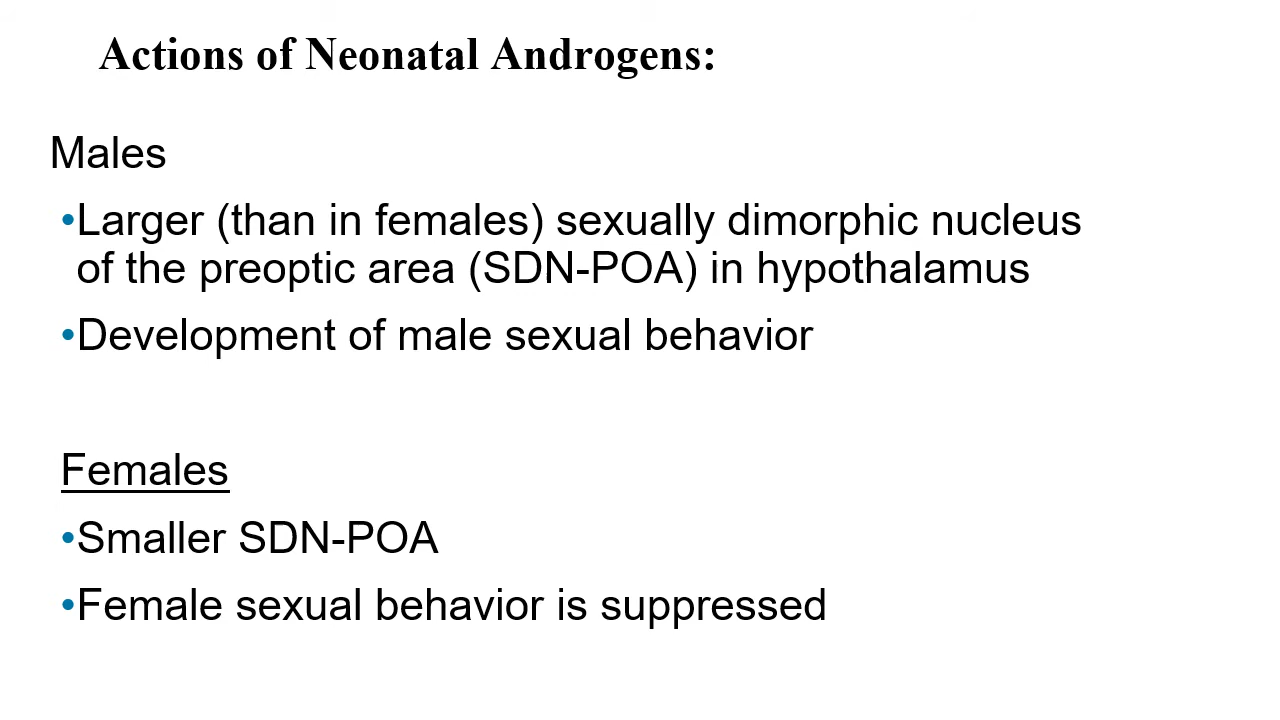 Actions of Neonatal Androgens:
Males
•Larger (than in females) sexually dimorphic nucleus
of the preoptic area (SDN-POA) in hypothalamus
•Development of male sexual behavior
Females
•Smaller SDN-POA
•Female sexual behavior is suppressed